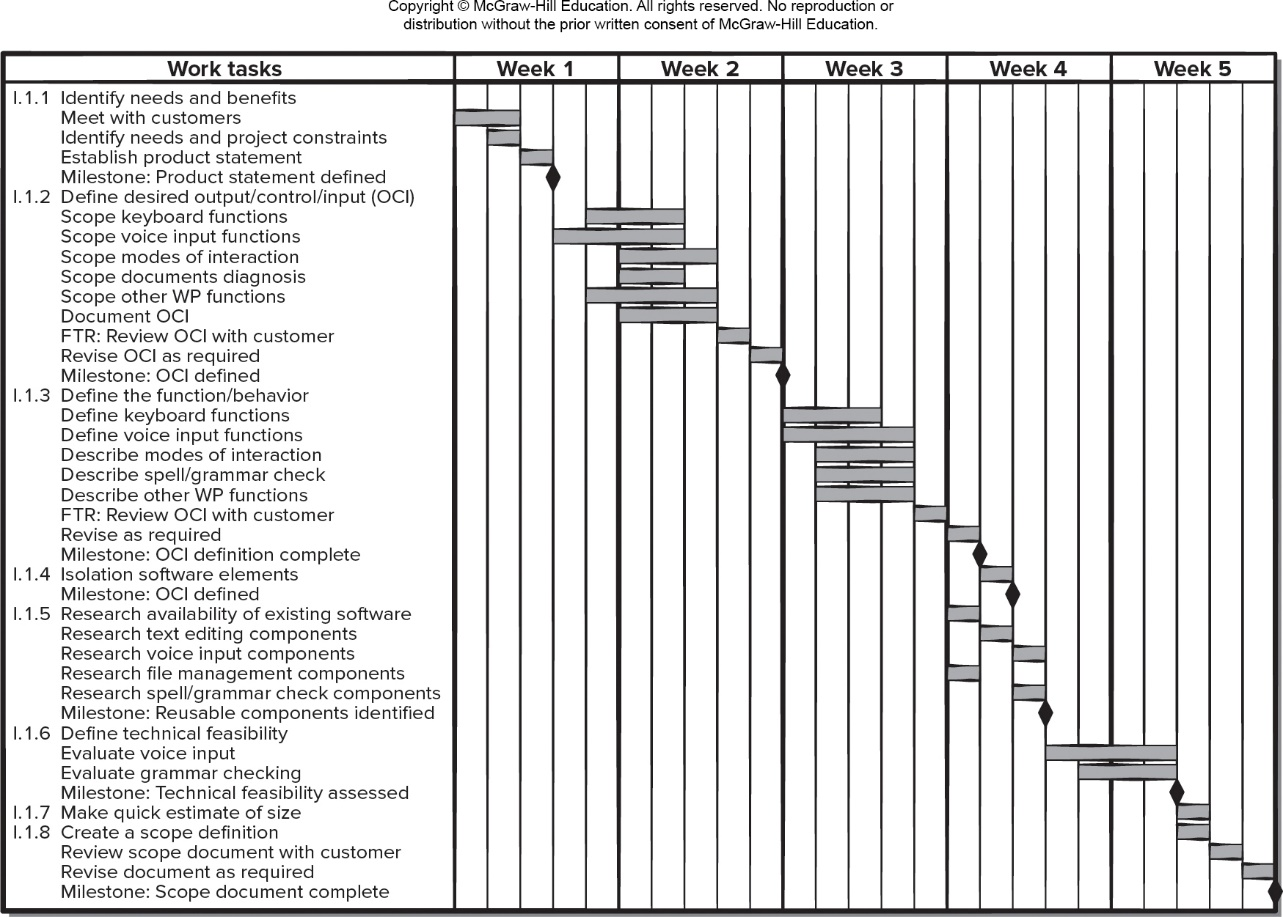 Copyright © McGraw-Hill Education. All rights reserved. No reproduction or
distribution without the prior written consent of McGraw-Hill Education.
Work tasks Week 1 Week 2 Week 3 Week 4 Week 5
I.1.1 Identify needs and benefits
Meet with customers
Identify needs and project constraints
Establish product statement
Milestone: Product statement defined
I.1.2 Define desired output/control/input (OCI)
Scope keyboard functions
Scope voice input functions
Scope modes of interaction
Scope documents diagnosis
Scope other WP functions
Document OCI
FTR: Review OCI with customer
Revise OCI as required
Milestone: OCI defined
I.1.3 Define the function/behavior
Define keyboard functions
Define voice input functions
Describe modes of interaction
Describe spell/grammar check
Describe other WP functions
FTR: Review OCI with customer
Revise as required
Milestone: OCI definition complete
I.1.4 Isolation software elements
Milestone: OCI defined
I.1.5 Research availability of existing software
Research text editing components
Research voice input components
Research file management components
Research spell/grammar check components
Milestone: Reusable components identified
I.1.6 Define technical feasibility
Evaluate voice input
Evaluate grammar checking
Milestone: Technical feasibility assessed
I.1.7 Make quick estimate of size
I.1.8 Create a scope definition
Review scope document with customer
Revise document as required
Milestone: Scope document complete